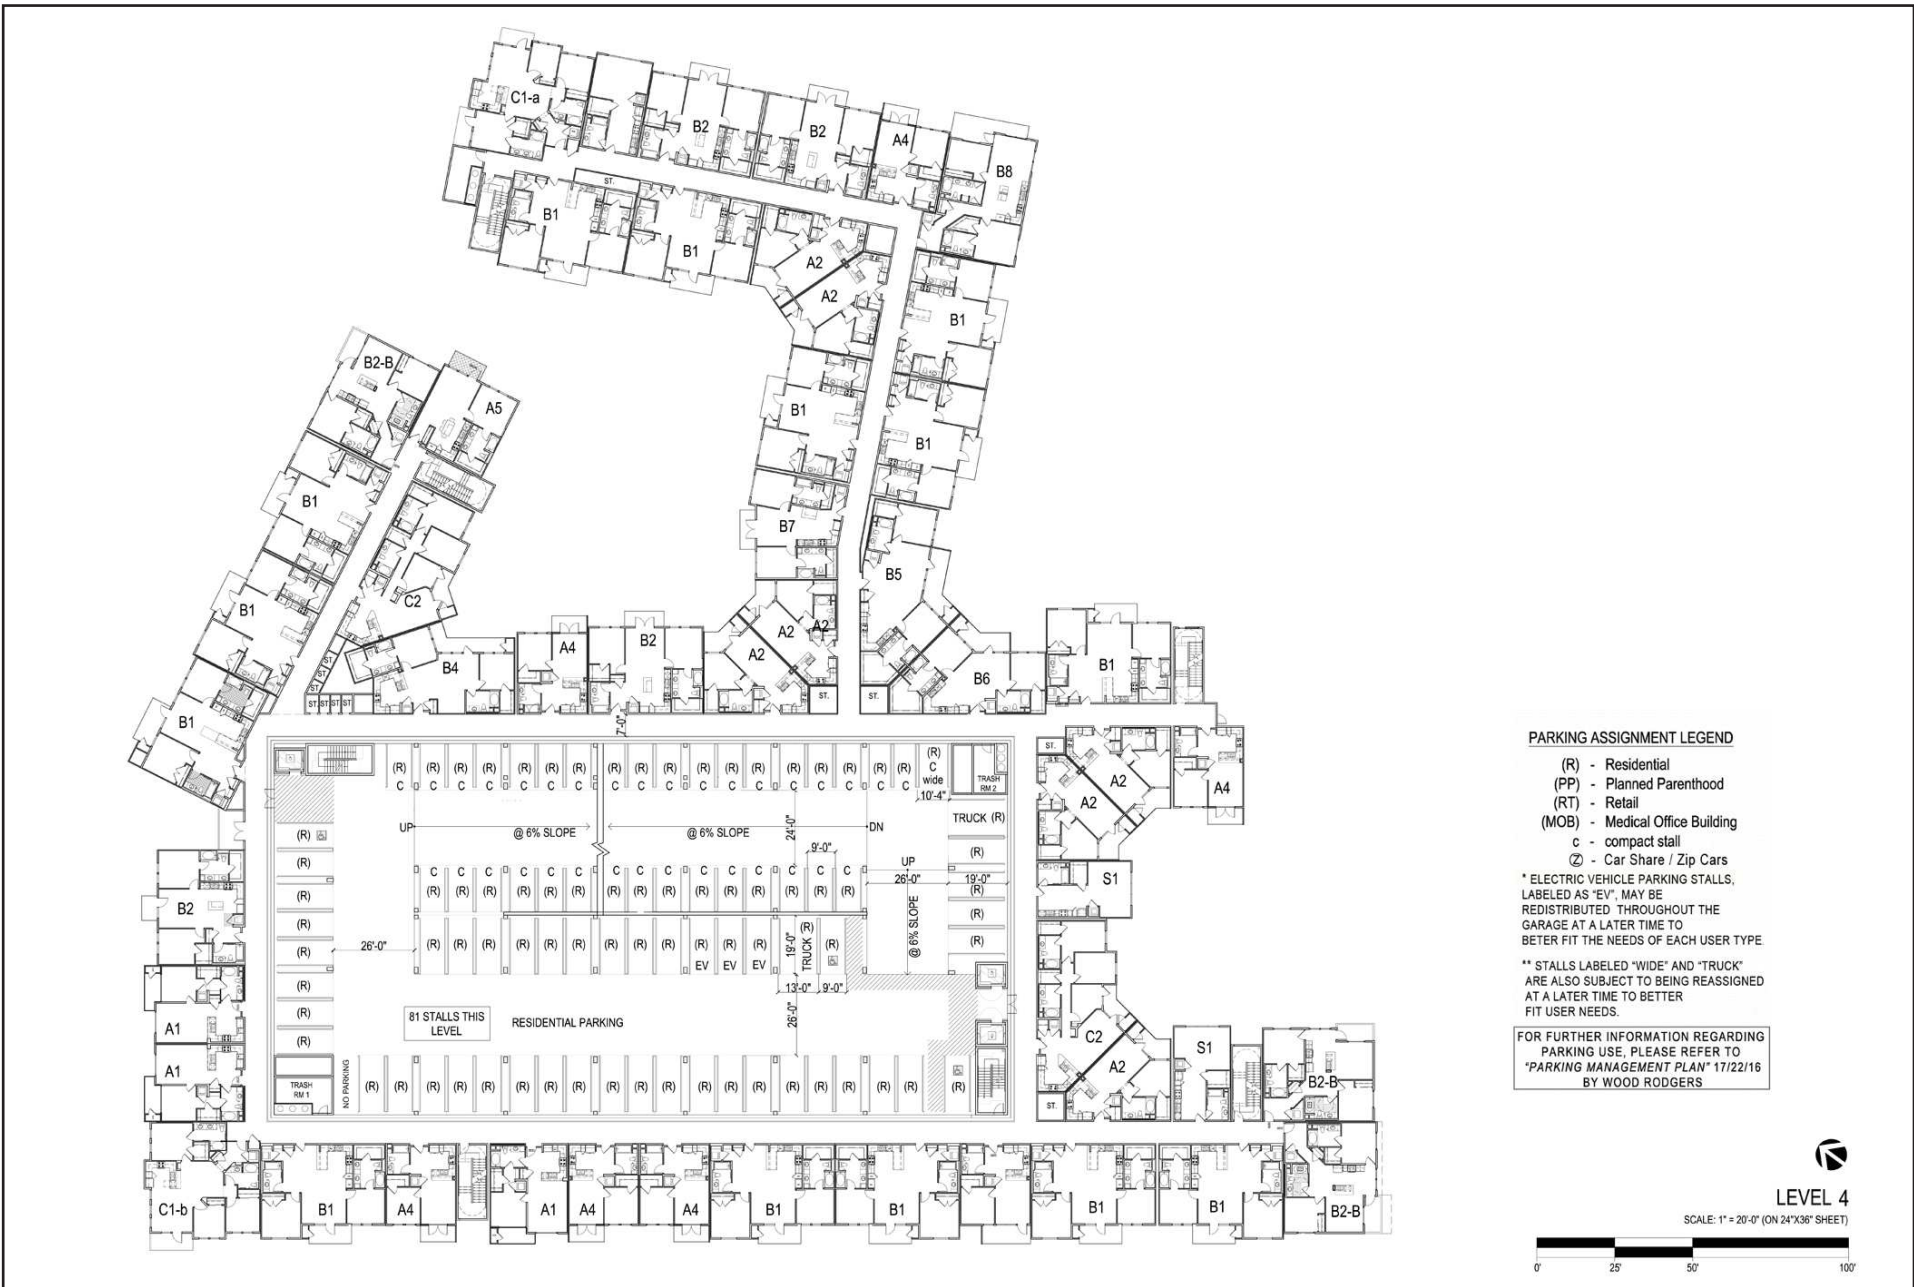 C1-a
B2
B2
A4
B8
ST.
B1
B1
A2
A2
B1
B2-B
A5
B1
B1
B1
B7
B5
C2
B1
B4
ST
ST
ST
ST. ST ST ST
A4
B2
A2
A2
A2
ST.
ST.
B6
B1
B1
7'-0"
(R) (R) (R) (R) (R) (R) (R) (R) (R) (R) (R) (R) (R) (R) (R) (R) (R) (R) (R)
C C C C C C C C C C C C C C C C C C C
wide
10'-4"
TRASH
RM 2
ST.
A2
A2
A4
UP
@ 6% SLOPE
@ 6% SLOPE
24'-0"
DN
TRUCK (R)
9'-0"
UP
26'-0"
19'-0"
@ 6% SLOPE
(R)
(R)
(R)
(R)
(R)
(R)
(R)
(R)
(R)
(R)
(R)
(R)
(R)
C C C C C C C C C C C C C C C
(R) (R) (R) (R) (R) (R) (R) (R) (R) (R) (R) (R) (R) (R) (R)
26'-0"
(R) (R) (R) (R) (R) (R) (R) (R) (R) (R) (R) (R)
EV EV EV
19'-0"
TRUCK (R)
(R)
13'-0" 9'-0"
26'-0"
81 STALLS THIS
LEVEL
RESIDENTIAL PARKING
TRASH
RM 1
NO PARKING
(R) (R) (R) (R) (R) (R) (R) (R) (R) (R) (R) (R) (R) (R) (R) (R) (R) (R) (R) (R) (R)
B2
A1
A1
S1
C2
A2
ST.
S1
B2-B
C1-b
B1
A4
A1
A4
A4
B1
B1
B1
B1
B2-B
PARKING ASSIGNMENT LEGEND
(R) - Residential
(PP) - Planned Parenthood
(RT) - Retail
(MOB) - Medical Office Building
c - compact stall
Ⓩ - Car Share / Zip Cars
* ELECTRIC VEHICLE PARKING STALLS,
LABELED AS "EV", MAY BE
REDISTRIBUTED THROUGHOUT THE
GARAGE AT A LATER TIME TO
BETER FIT THE NEEDS OF EACH USER TYPE.
** STALLS LABELED "WIDE" AND "TRUCK"
ARE ALSO SUBJECT TO BEING REASSIGNED
AT A LATER TIME TO BETTER
FIT USER NEEDS.
FOR FURTHER INFORMATION REGARDING
PARKING USE, PLEASE REFER TO
"PARKING MANAGEMENT PLAN" 17/22/16
BY WOOD RODGERS
LEVEL 4
SCALE: 1" = 20'-0" (ON 24"X36" SHEET)
0' 25' 50' 100'